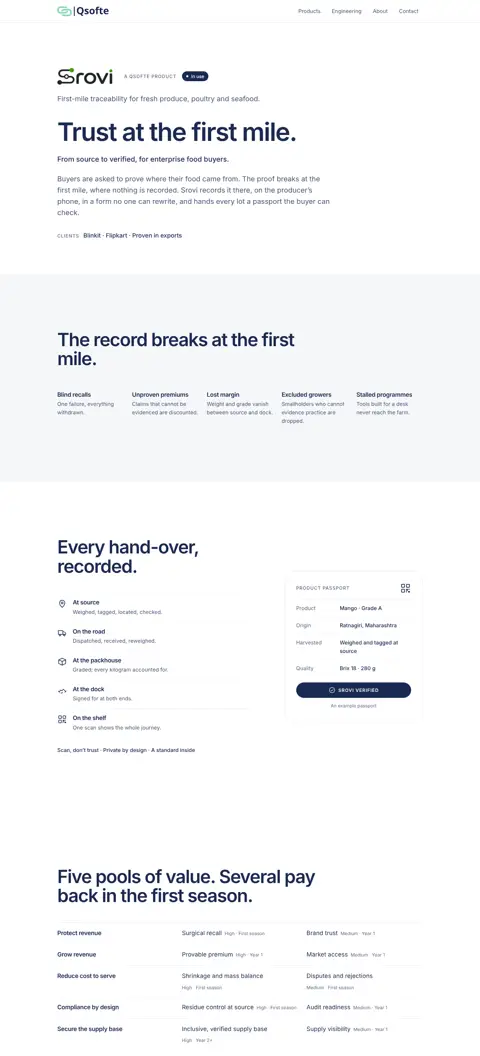 Qsofte
Products
Engineering
About
Contact
Srovi
A QSOFTE PRODUCT
In use
First-mile traceability for fresh produce, poultry and seafood.
Trust at the first mile.
From source to verified, for enterprise food buyers.
Buyers are asked to prove where their food came from. The proof breaks at the
first mile, where nothing is recorded. Srovi records it there, on the producer's
phone, in a form no one can rewrite, and hands every lot a passport the buyer can
check.
CLIENTS Blinkit · Flipkart · Proven in exports
The record breaks at the first
mile.
Blind recalls
One failure, everything
withdrawn.
Unproven premiums
Claims that cannot be
evidenced are discounted.
Lost margin
Weight and grade vanish
between source and dock.
Excluded growers
Smallholders who cannot
evidence practice are
dropped.
Stalled programmes
Tools built for a desk
never reach the farm.
Every hand-over,
recorded.
At source
Weighed, tagged, located, checked.
On the road
Dispatched, received, reweighed.
At the packhouse
Graded; every kilogram accounted for.
At the dock
Signed for at both ends.
On the shelf
One scan shows the whole journey.
Scan, don't trust · Private by design · A standard inside
PRODUCT PASSPORT
Product Mango · Grade A
Origin Ratnagiri, Maharashtra
Harvested Weighed and tagged at
source
Quality Brix 18 · 280 g
SROVI VERIFIED
An example passport
Five pools of value. Several pay
back in the first season.
Protect revenue
Surgical recall High · First season
Brand trust Medium · Year 1
Grow revenue
Provable premium High · Year 1
Market access Medium · Year 1
Reduce cost to serve
Shrinkage and mass balance
High · First season
Disputes and rejections
Medium · First season
Compliance by design
Residue control at source High · First season
Audit readiness Medium · Year 1
Secure the supply base
Inclusive, verified supply base
High · Year 2+
Supply visibility Medium · Year 1